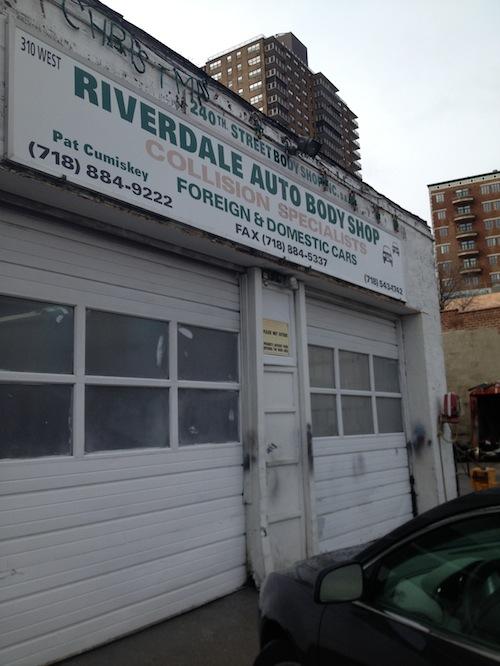 310 WEST
240TH. STREET BODY SHOP INC.
RIVERDALE AUTO BODY SHOP
Pat Cumiskey
COLLISION SPECIALISTS
(718) 884-9222
FOREIGN & DOMESTIC CARS
FAX (718) 884-5337
(718) 543-4742